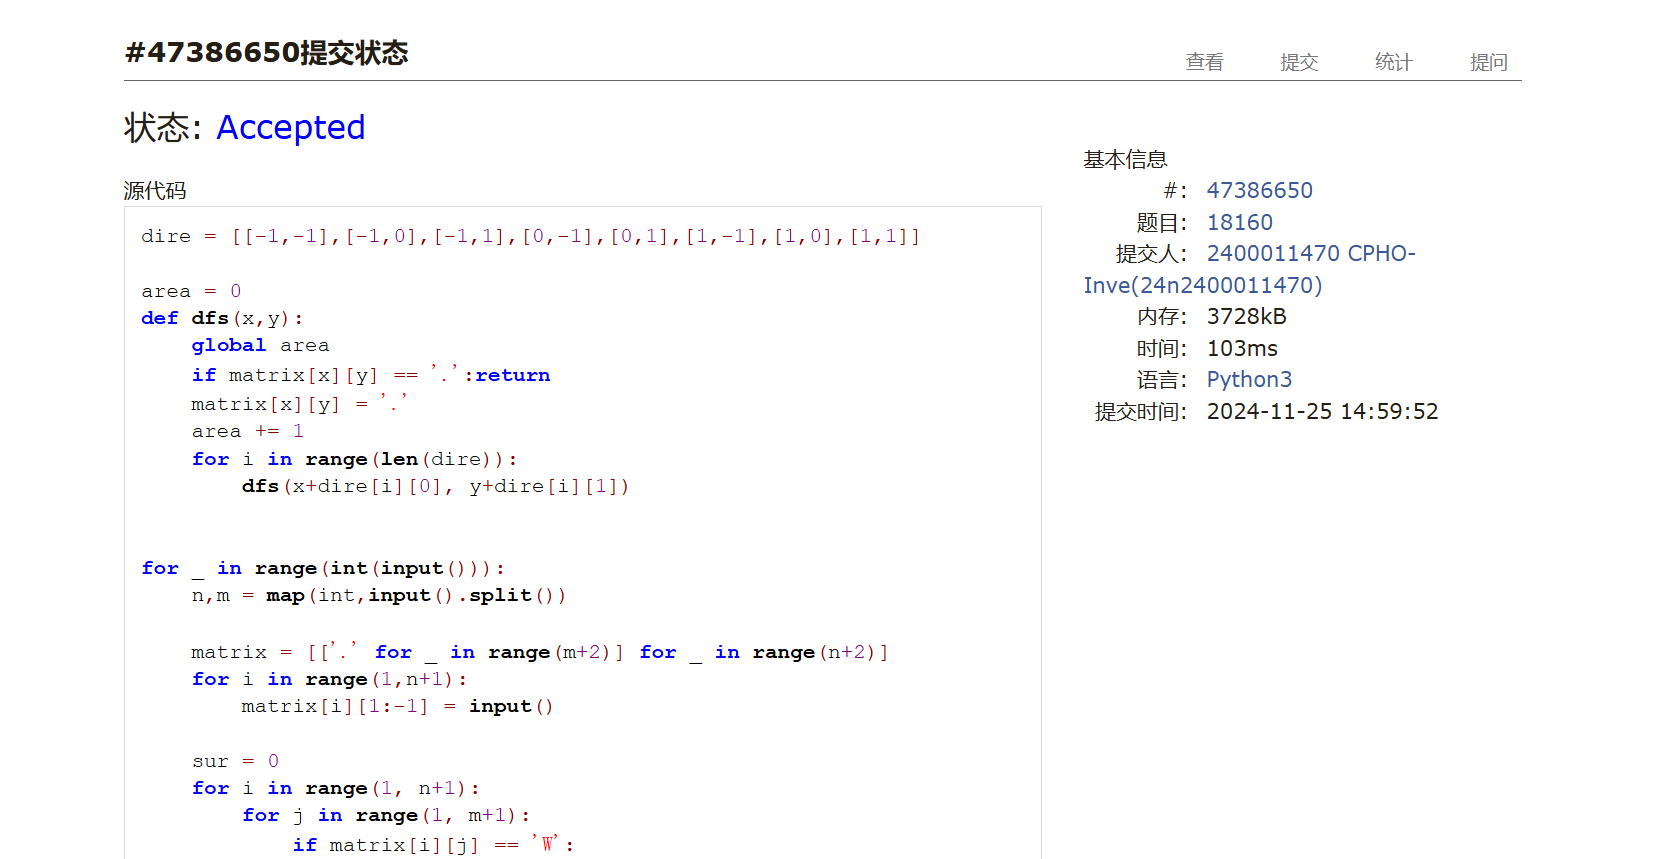 #47386650提交状态
查看 提交 统计 提问
状态: Accepted
源代码
dire = [[-1,-1],[-1,0],[-1,1],[0,-1],[0,1],[1,-1],[1,0],[1,1]]
area = 0
def dfs(x,y):
    global area
    if matrix[x][y] == '.':return
    matrix[x][y] = '.'
    area += 1
    for i in range(len(dire)):
        dfs(x+dire[i][0], y+dire[i][1])
for _ in range(int(input())):
    n,m = map(int,input().split())
    matrix = [['.' for _ in range(m+2)] for _ in range(n+2)]
    for i in range(1,n+1):
        matrix[i][1:-1] = input()
    sur = 0
    for i in range(1, n+1):
        for j in range(1, m+1):
            if matrix[i][j] == 'W':
基本信息
#: 47386650
题目: 18160
提交人: 2400011470 CPHO-
Inve(24n2400011470)
内存: 3728kB
时间: 103ms
语言: Python3
提交时间: 2024-11-25 14:59:52